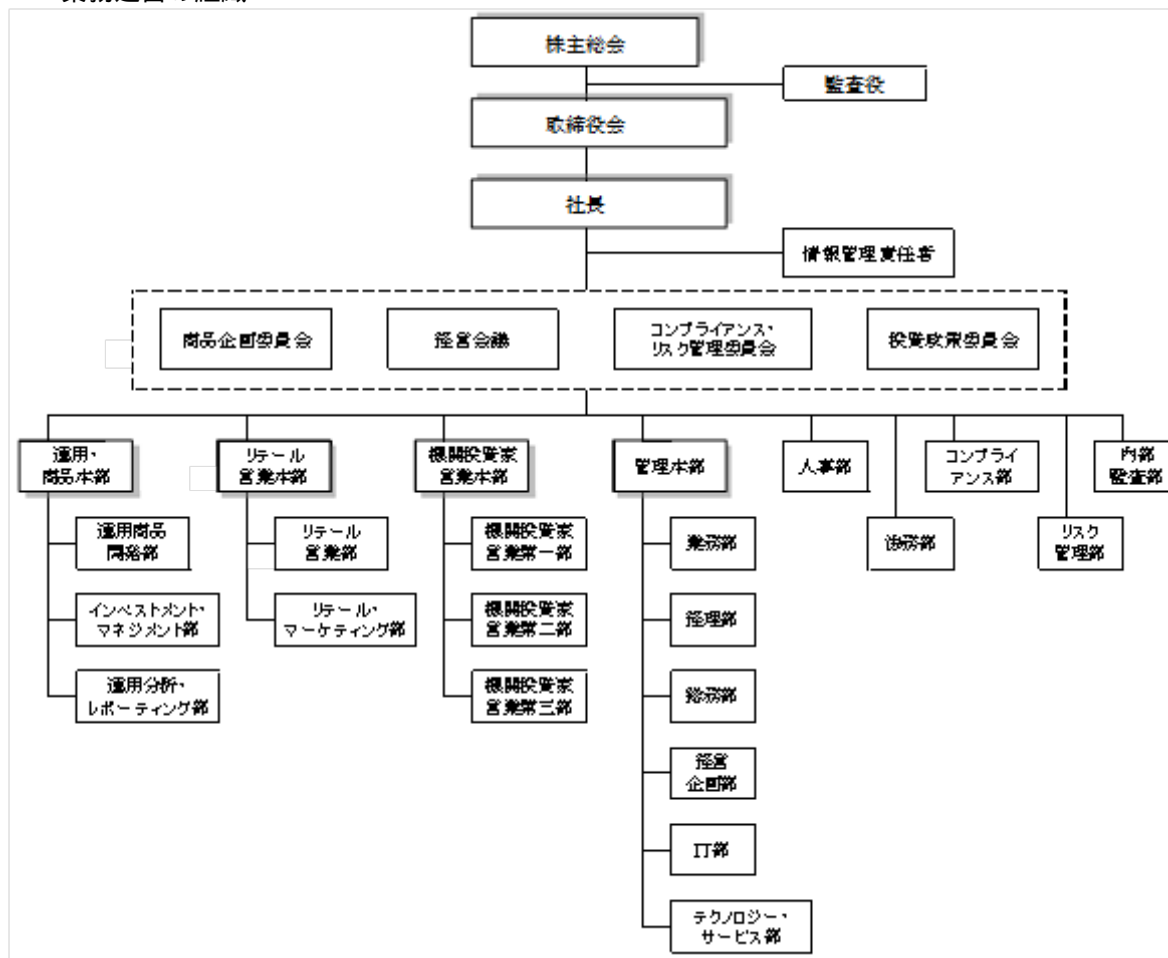 株主総会
監査役
取締役会
社長
情報管理責任者
商品企画委員会
経営会議
コンプライアンス・
リスク管理委員会
投資政策委員会
運用・
商品本部
リテール
営業本部
機関投資家
営業本部
管理本部
人事部
法務部
コンプライ
アンス部
リスク
管理部
内部
監査部
運用商品
開発部
インベストメント・
マネジメント部
運用分析・
レポーティング部
リテール
営業部
リテール・
マーケティング部
機関投資家
営業第一部
機関投資家
営業第二部
機関投資家
営業第三部
業務部
経理部
総務部
経営
企画部
IT部
テクノロジー・
サービス部